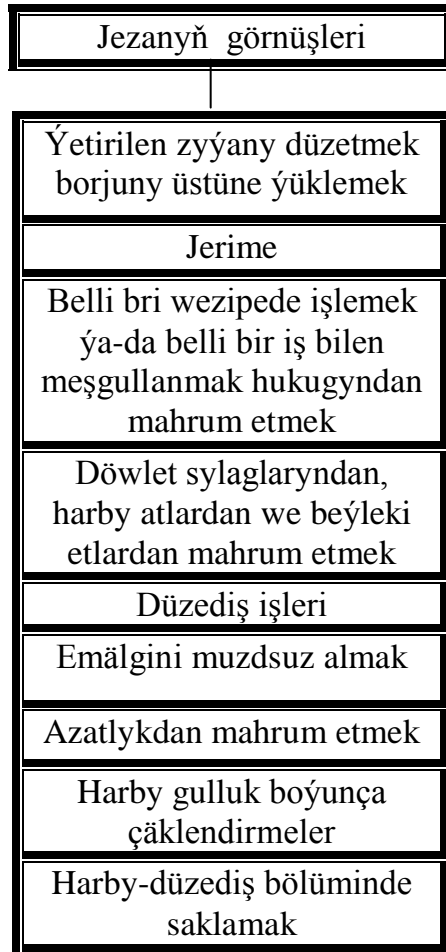 Jezanyň görnüşleri
Ýetirilen zyýany düzetmek
borjuny üstüne ýüklemek
Jerime
Belli bri wezipede işlemek
ýa-da belli bir iş bilen
meşgullanmak hukugyndan
mahrum etmek
Döwlet sylaglaryndan,
harby atlardan we beýleki
etlardan mahrum etmek
Düzediş işleri
Emälgini muzdsuz almak
Azatlykdan mahrum etmek
Harby gulluk boýunça
çäklendirmeler
Harby-düzediş bölüminde
saklamak